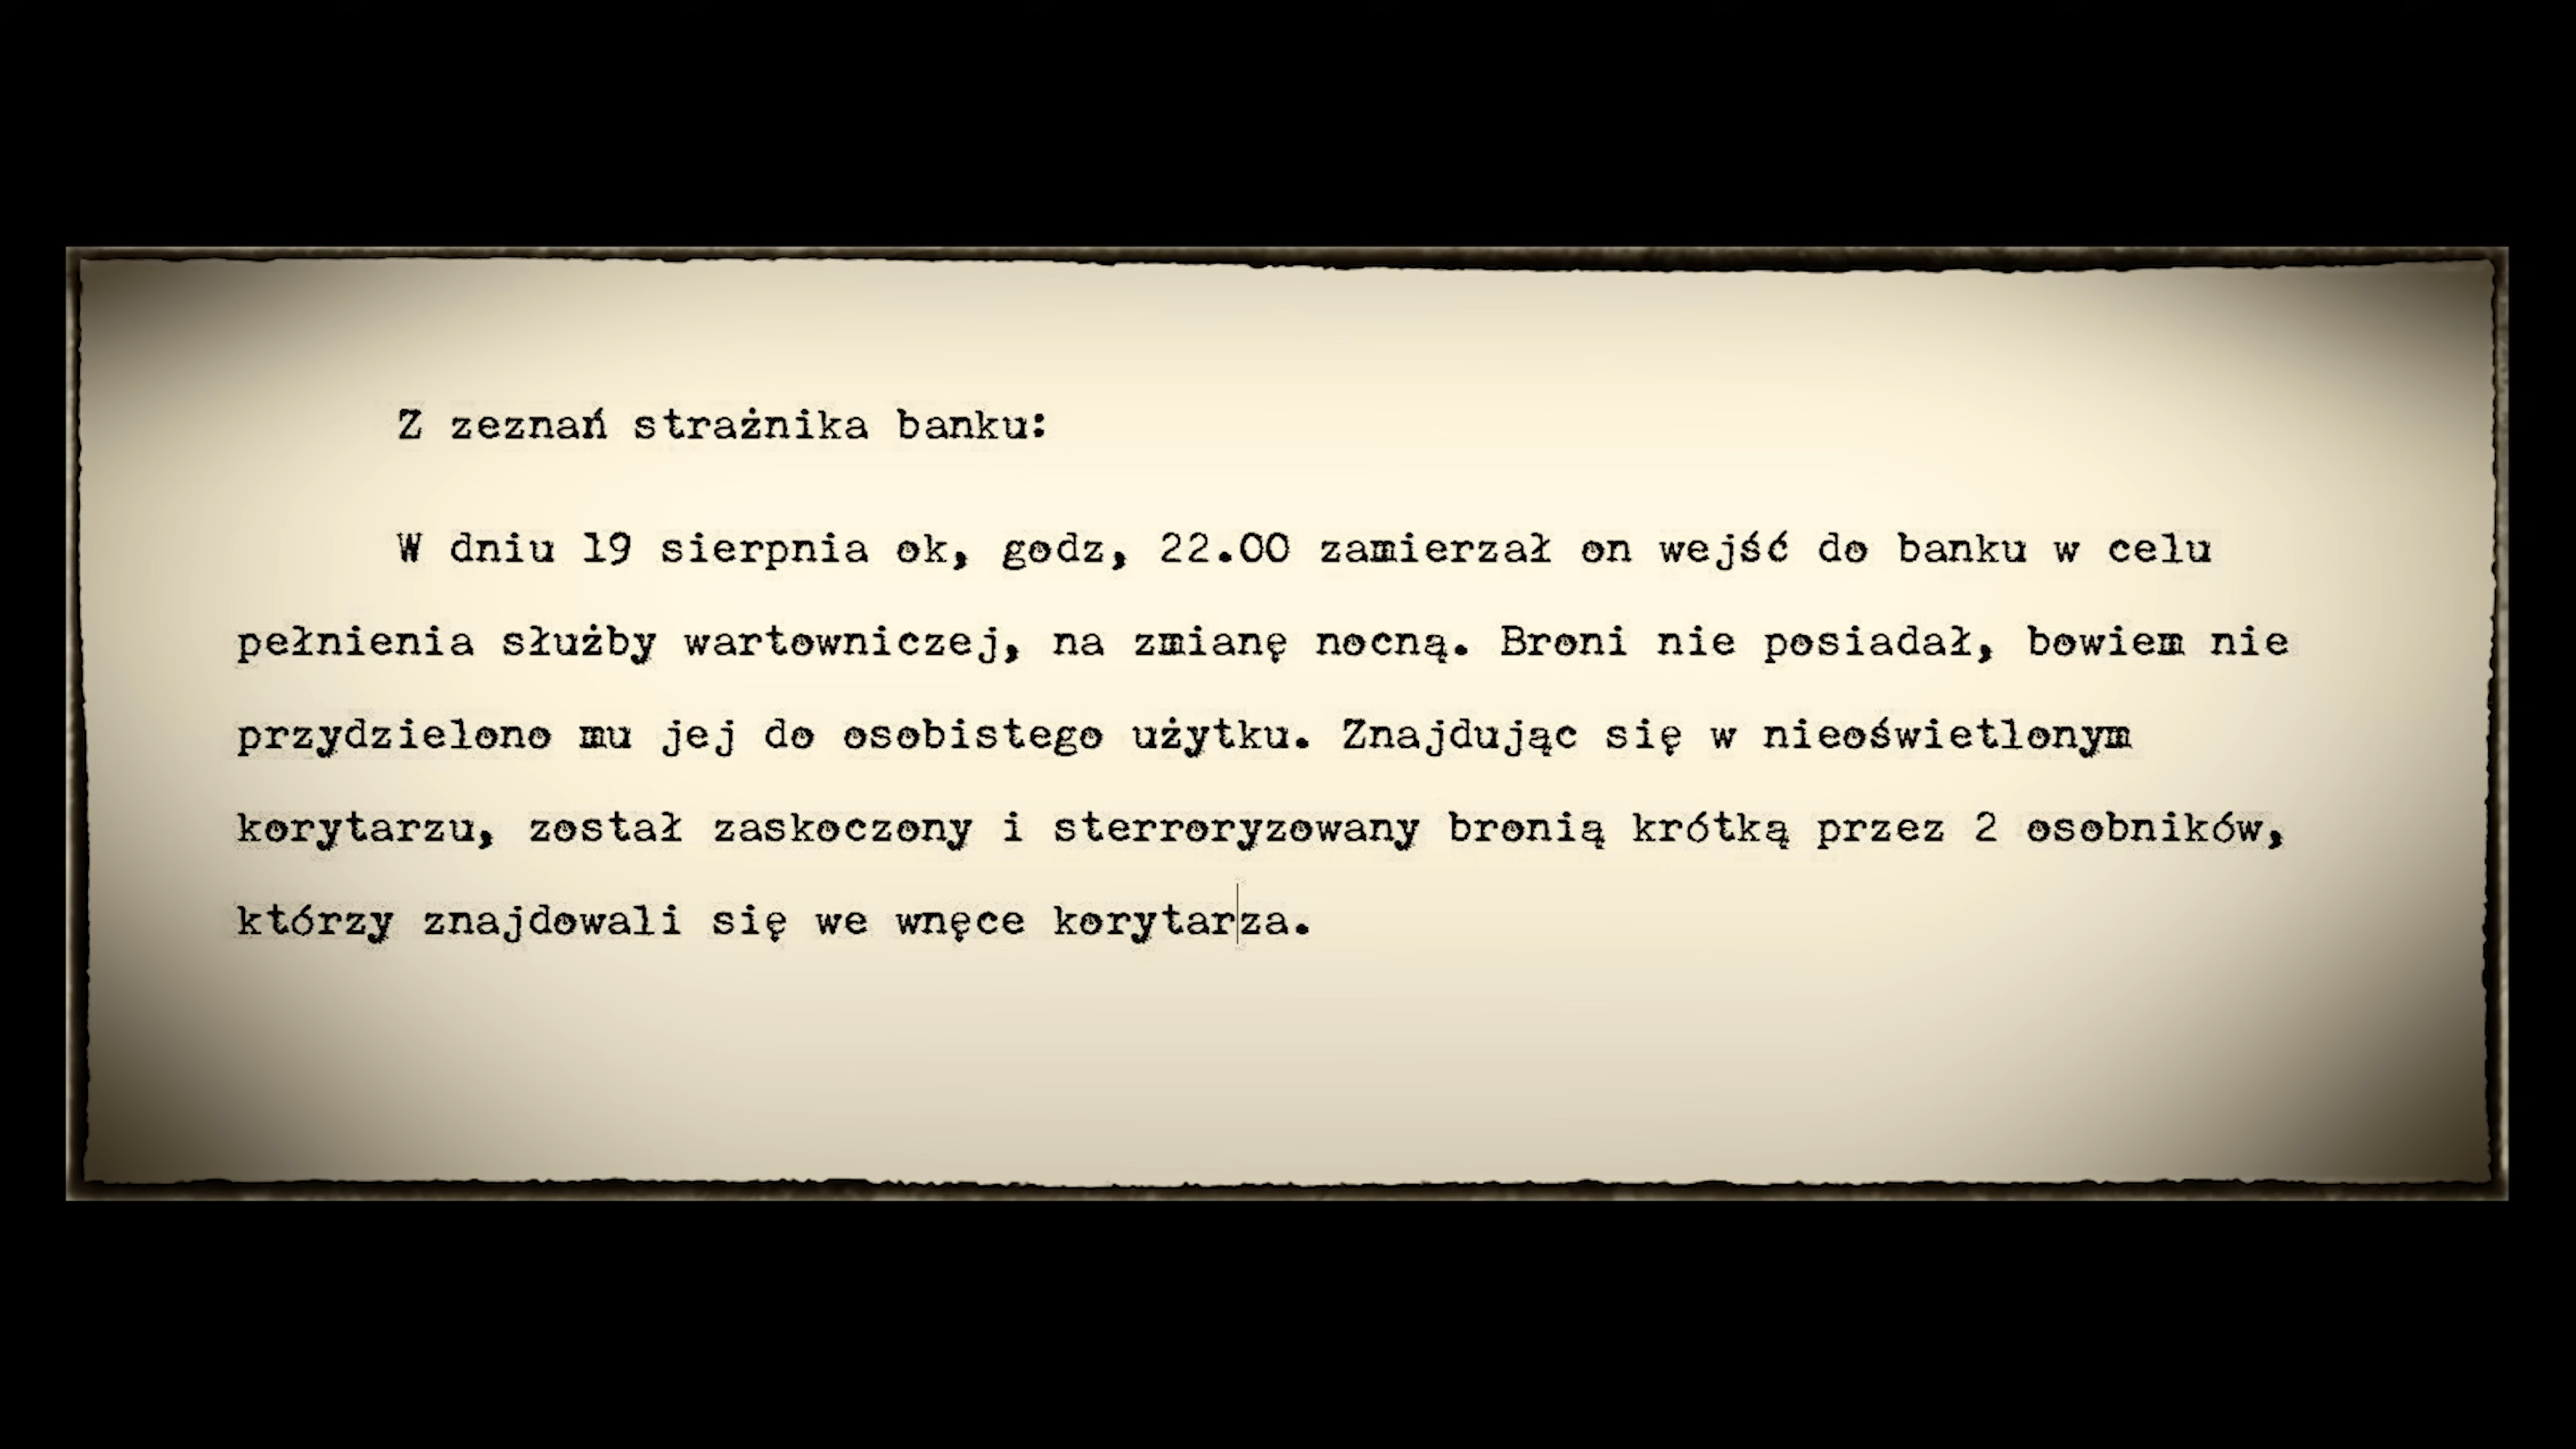 Z zeznań strażnika banku:
W dniu 19 sierpnia ok, godz, 22.00 zamierzał on wejść do banku w celu
pełnienia służby wartowniczej, na zmianę nocną. Broni nie posiadał, bowiem nie
przydzielono mu jej do osobistego użytku. Znajdując się w nieoświetlonym
korytarzu, został zaskoczony i sterroryzowany bronią krótką przez 2 osobników,
którzy znajdowali się we wnęce korytarza.